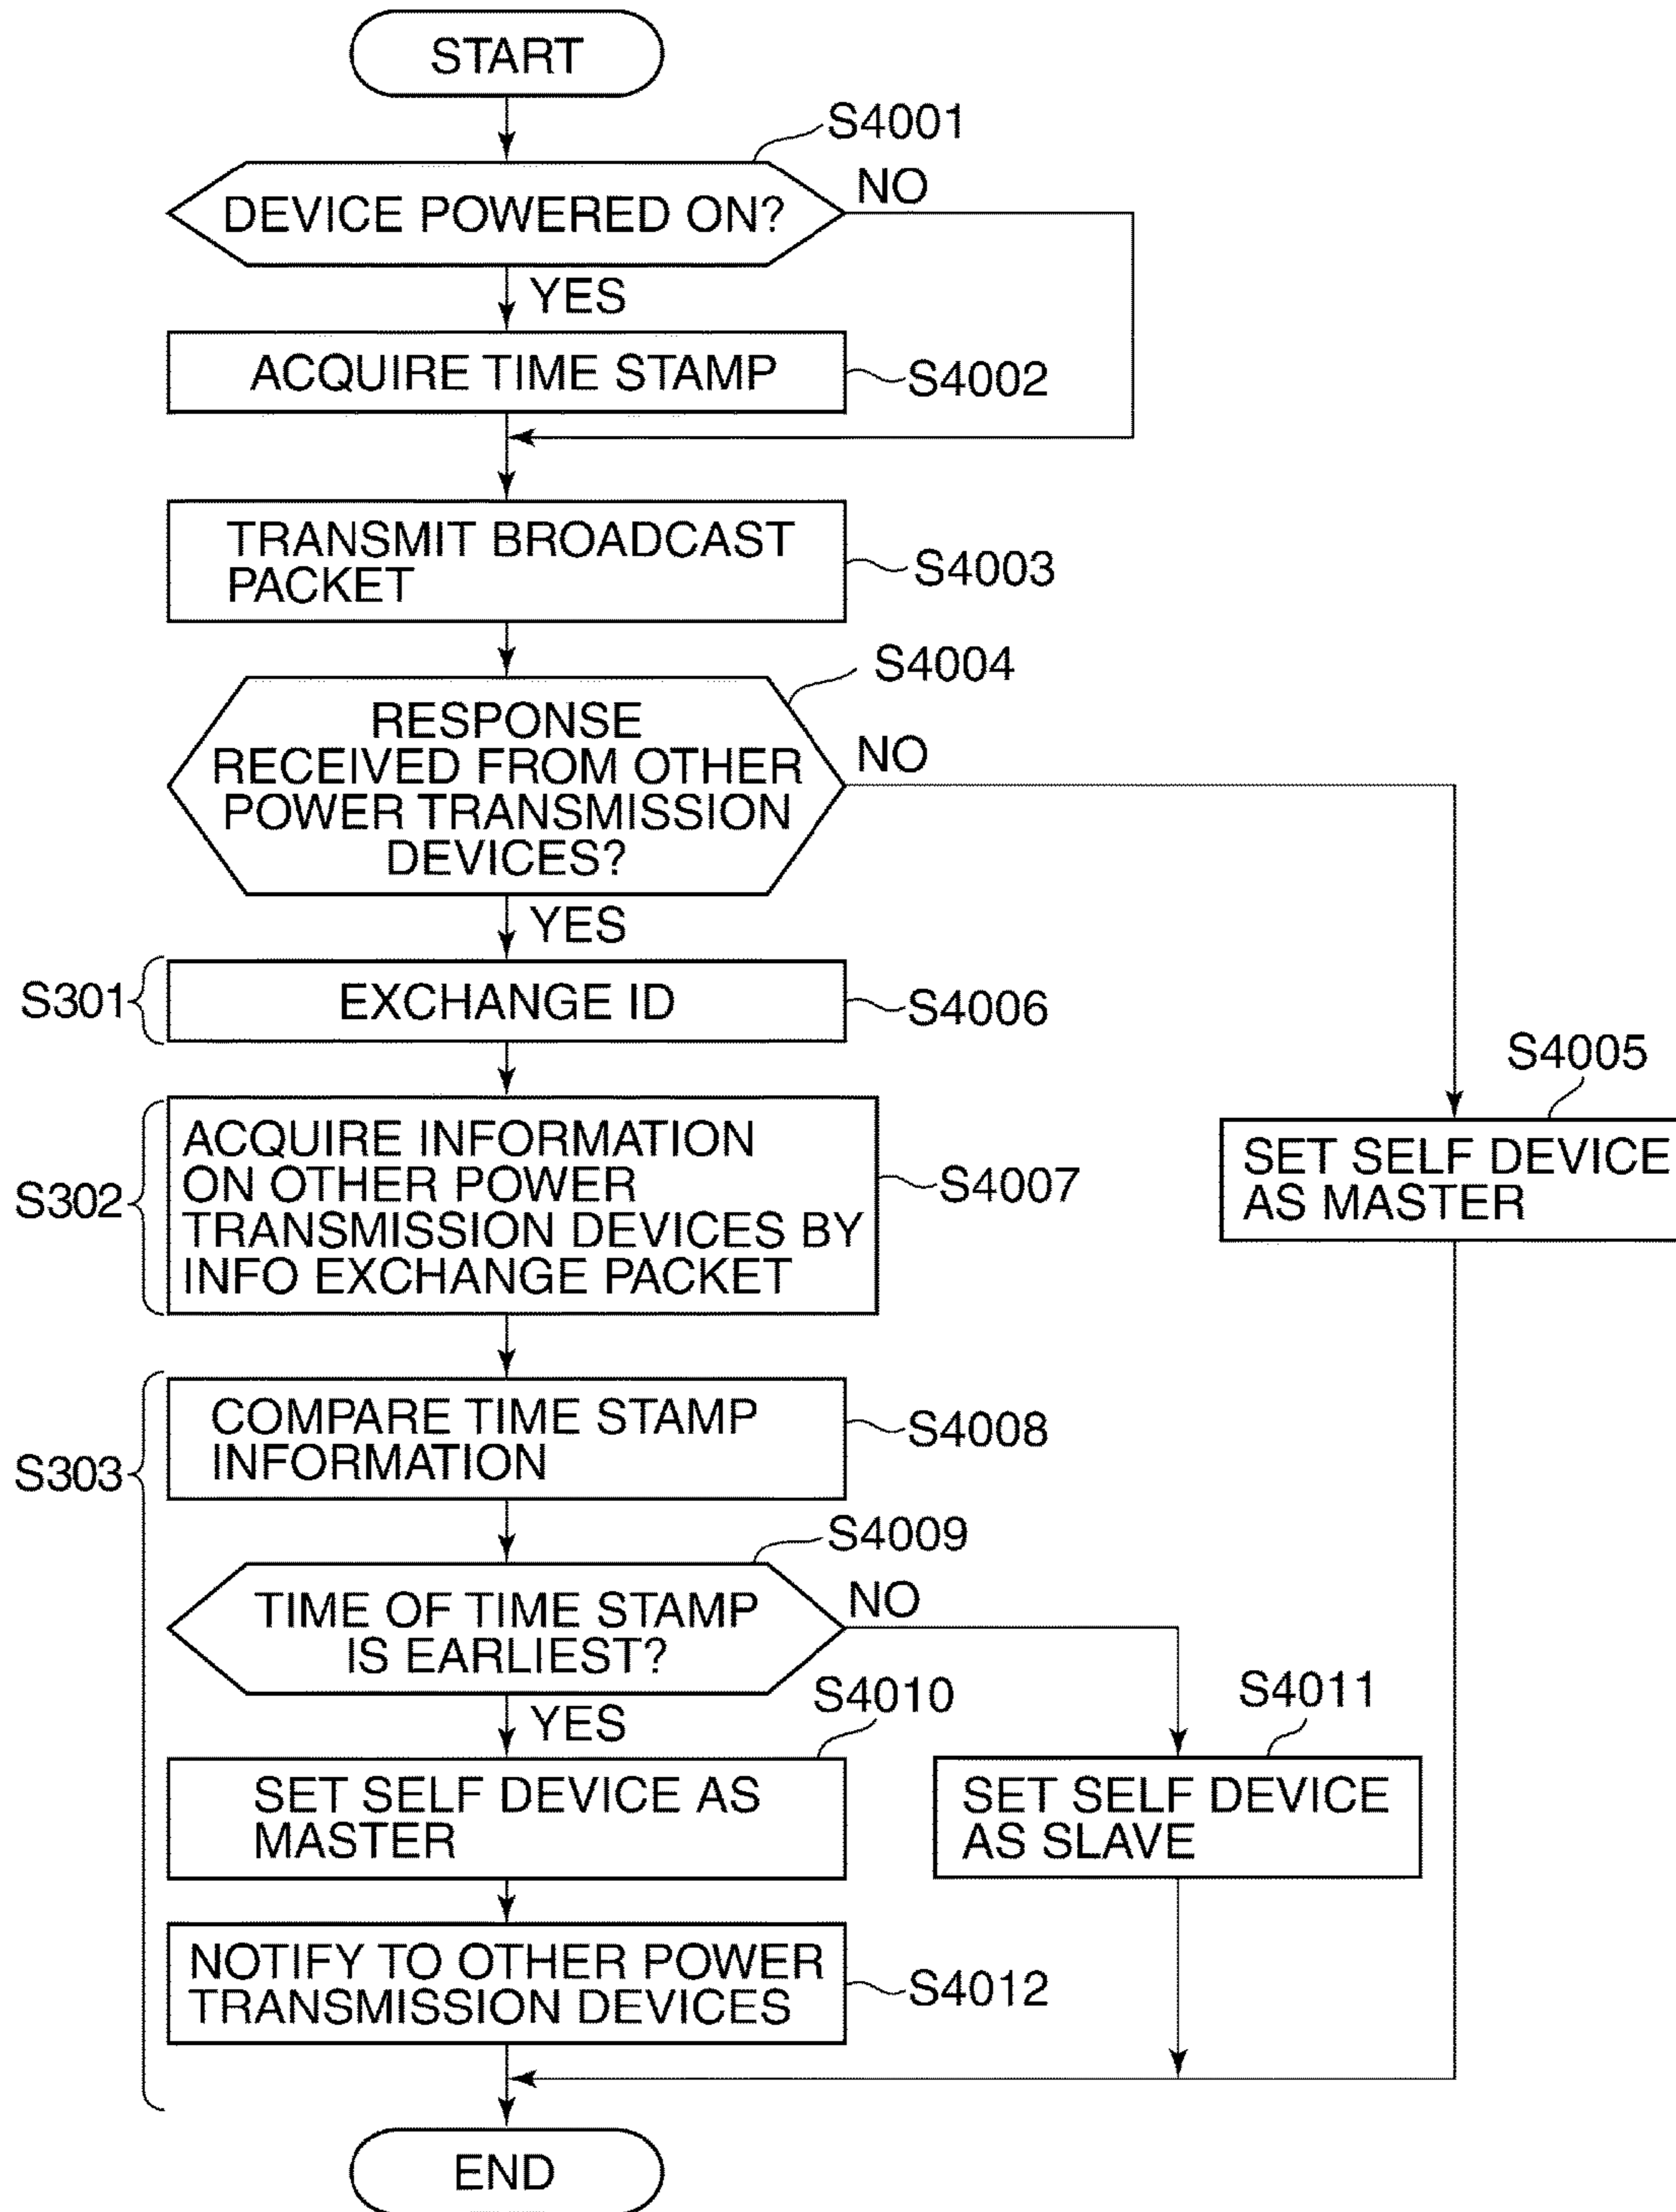 START
S4001
DEVICE POWERED ON?
NO
YES
ACQUIRE TIME STAMP
S4002
TRANSMIT BROADCAST
PACKET
S4003
S4004
RESPONSE
RECEIVED FROM OTHER
POWER TRANSMISSION
DEVICES?
NO
YES
S301
EXCHANGE ID
S4006
S4005
SET SELF DEVICE
AS MASTER
S302
ACQUIRE INFORMATION
ON OTHER POWER
TRANSMISSION DEVICES BY
INFO EXCHANGE PACKET
S4007
S303
COMPARE TIME STAMP
INFORMATION
S4008
S4009
TIME OF TIME STAMP
IS EARLIEST?
NO
YES
S4010
SET SELF DEVICE AS
MASTER
S4011
SET SELF DEVICE
AS SLAVE
NOTIFY TO OTHER POWER
TRANSMISSION DEVICES
S4012
END